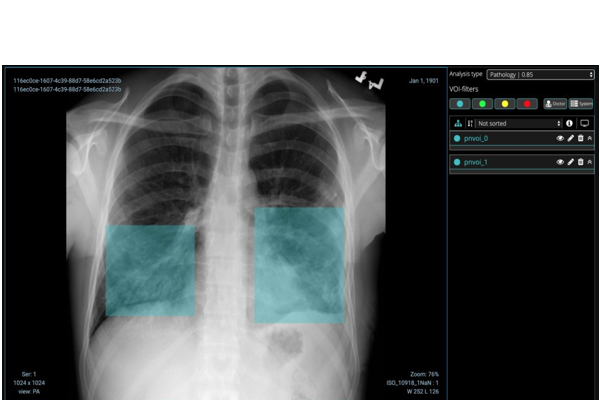 116ec0ce-1607-4c39-88d7-58e6cd2a523b
116ec0ce-1607-4c39-88d7-58e6cd2a523b
Jan 1, 1901
Ser: 1
1024 x 1024
view: PA
Zoom: 76%
ISO_10918_1NaN : 1
W 252 L 126
Analysis type
Pathology | 0.85
VOI-filters
Doctor
System
Not sorted
pnvoi_0
pnvoi_1